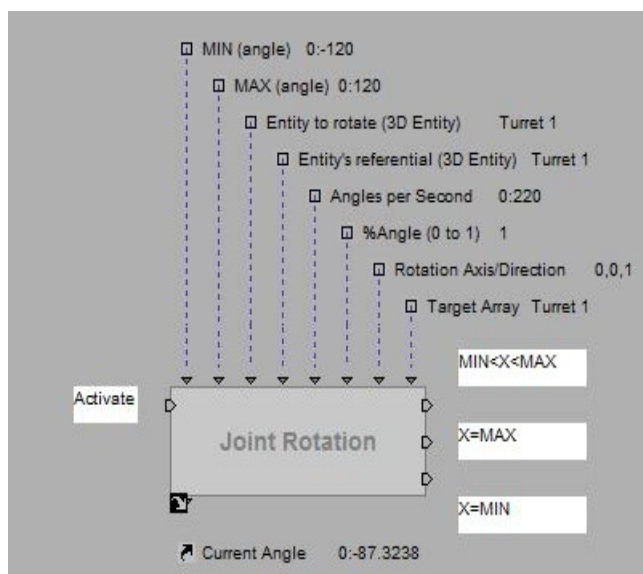 MIN (angle) 0:-120
MAX (angle) 0:120
Entity to rotate (3D Entity) Turret 1
Entity's referential (3D Entity) Turret 1
Angles per Second 0:220
%Angle (0 to 1) 1
Rotation Axis/Direction 0,0,1
Target Array Turret 1
MIN<X<MAX
Activate
Joint Rotation
X=MAX
X=MIN
Current Angle 0:-87.3238